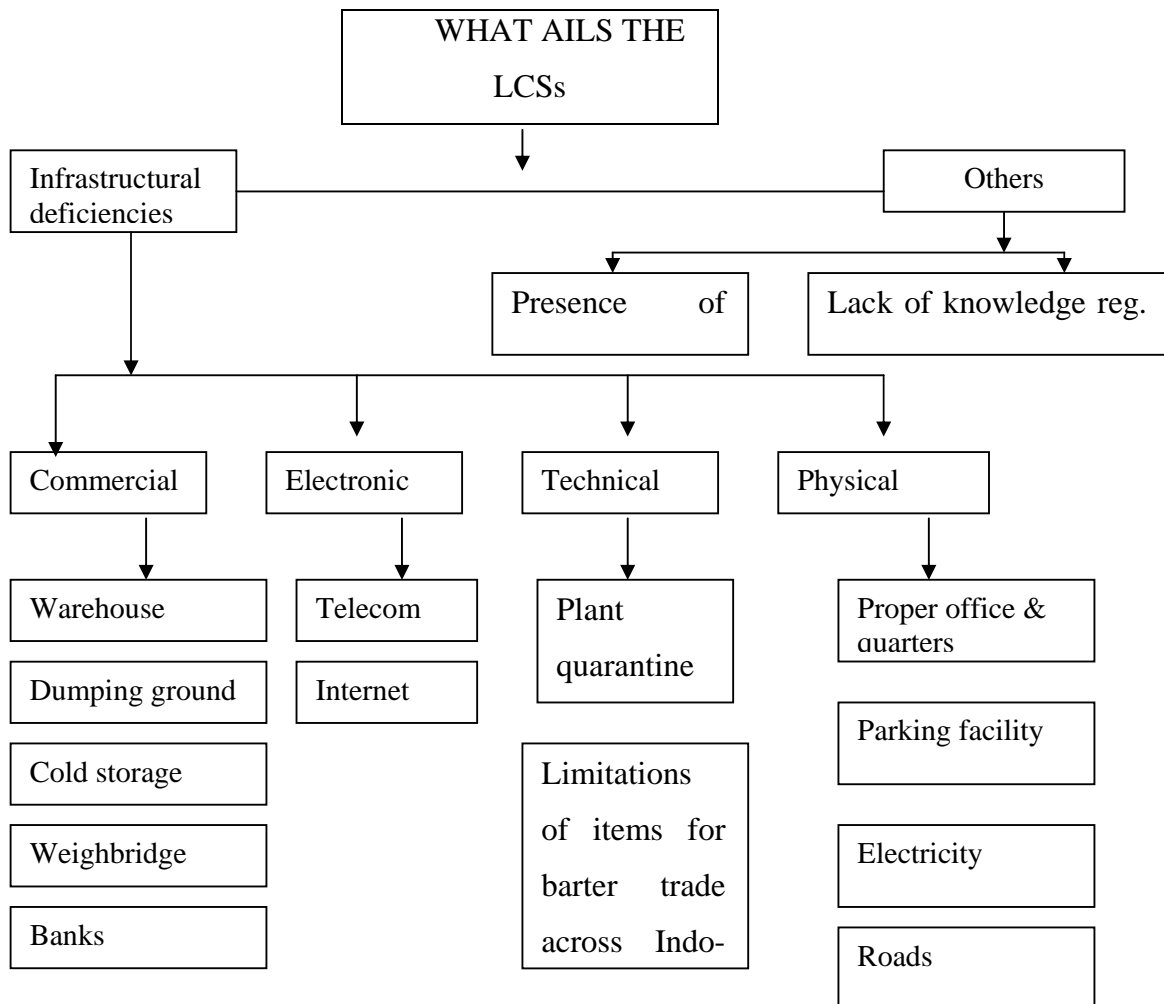 WHAT AILS THE
LCSs
Infrastructural
deficiencies
Others
Presence of
Lack of knowledge reg.
Commercial
Electronic
Technical
Physical
Warehouse
Dumping ground
Cold storage
Weighbridge
Banks
Telecom
Internet
Plant
quarantine
Limitations
of items for
barter trade
across Indo-
Proper office &
quarters
Parking facility
Electricity
Roads